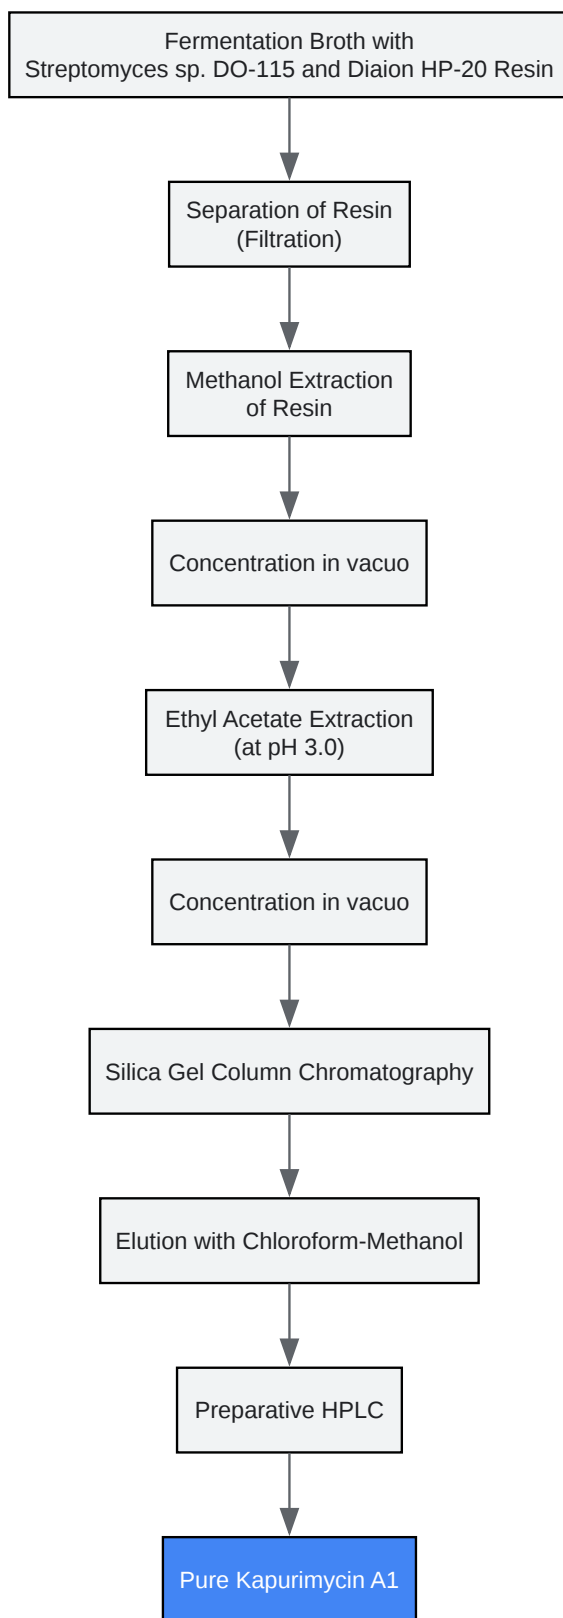 Fermentation Broth with
Streptomyces sp. DO-115 and Diaion HP-20 Resin
Separation of Resin
(Filtration)
Methanol Extraction
of Resin
Concentration in vacuo
Ethyl Acetate Extraction
(at pH 3.0)
Concentration in vacuo
Silica Gel Column Chromatography
Elution with Chloroform-Methanol
Preparative HPLC
Pure Kapurimycin A1